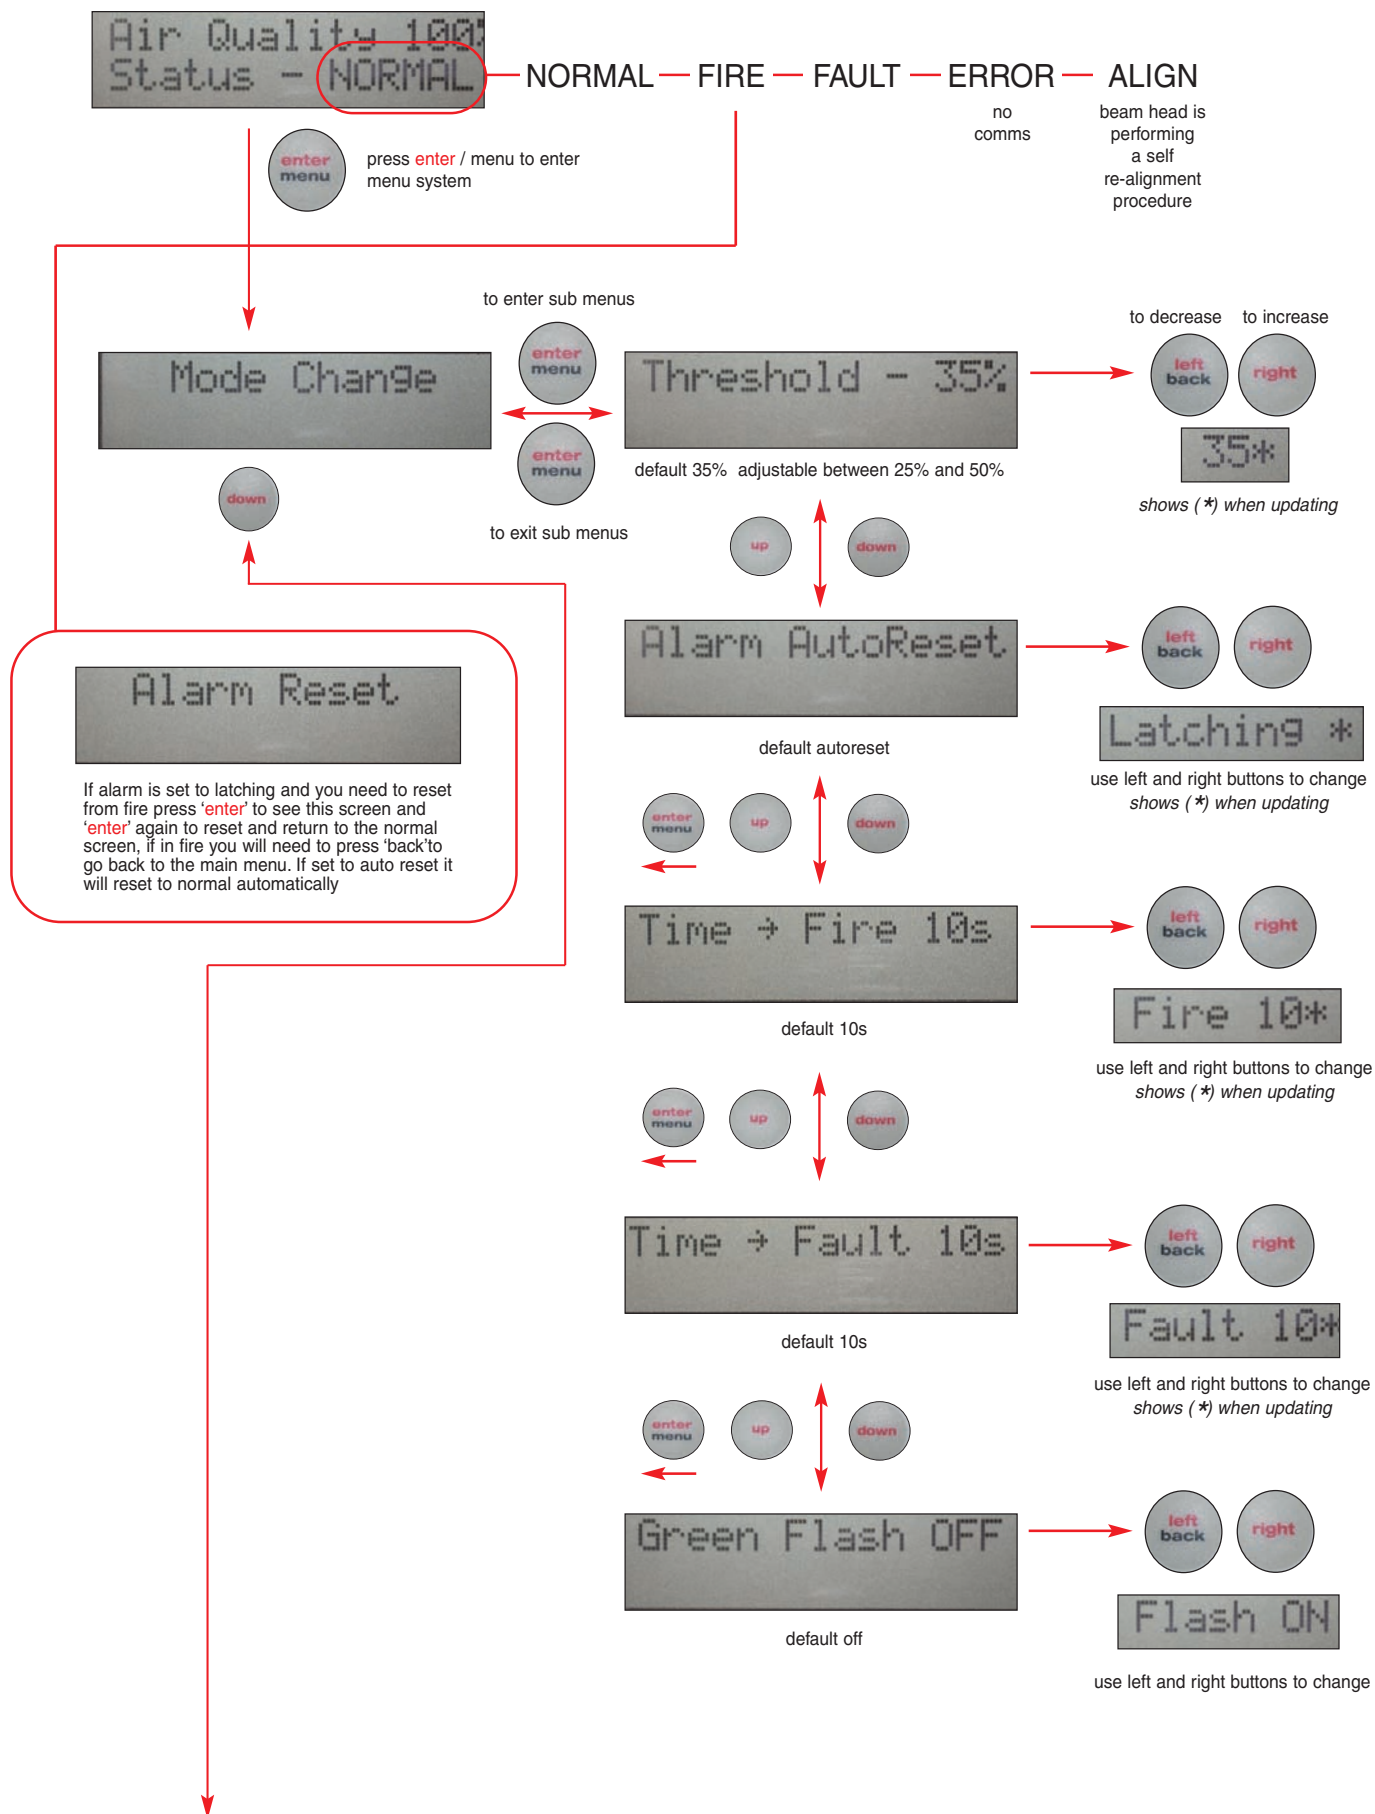 Air Quality 100%
Status - NORMAL
NORMAL
FIRE
FAULT
ERROR
no
comms
ALIGN
beam head is
performing
a self
re-alignment
procedure
enter
menu
press enter / menu to enter
menu system
Mode Change
down
to enter sub menus
enter
menu
enter
menu
to exit sub menus
Threshold - 35%
default 35% adjustable between 25% and 50%
to decrease
to increase
left
back
right
35*
shows (*) when updating
up
down
Alarm Reset
If alarm is set to latching and you need to reset
from fire press ‘enter’ to see this screen and
‘enter’ again to reset and return to the normal
screen, if in fire you will need to press ‘back’to
go back to the main menu. If set to auto reset it
will reset to normal automatically
Alarm AutoReset
default autoreset
left
back
right
Latching *
use left and right buttons to change
shows (*) when updating
enter
menu
up
down
Time → Fire 10s
default 10s
left
back
right
Fire 10*
use left and right buttons to change
shows (*) when updating
enter
menu
up
down
Time → Fault 10s
default 10s
left
back
right
Fault 10*
use left and right buttons to change
shows (*) when updating
enter
menu
up
down
Green Flash OFF
default off
left
back
right
Flash ON
use left and right buttons to change